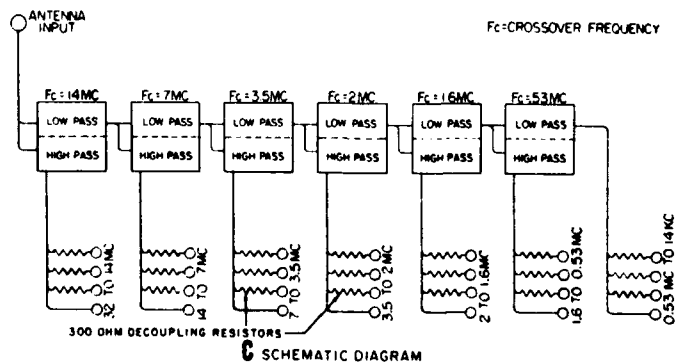 ANTENNA
INPUT
Fc=CROSSOVER FREQUENCY
Fc=14MC
Fc=7MC
Fc=3.5MC
Fc=2MC
Fc=1.6MC
Fc=.53MC
LOW PASS
HIGH PASS
LOW PASS
HIGH PASS
LOW PASS
HIGH PASS
LOW PASS
HIGH PASS
LOW PASS
HIGH PASS
LOW PASS
HIGH PASS
32 TO 14MC
14 TO 7MC
7 TO 3.5MC
3.5 TO 2MC
2 TO 1.6MC
1.6 TO 0.53MC
0.53 MC TO 14KC
300 OHM DECOUPLING RESISTORS
C SCHEMATIC DIAGRAM